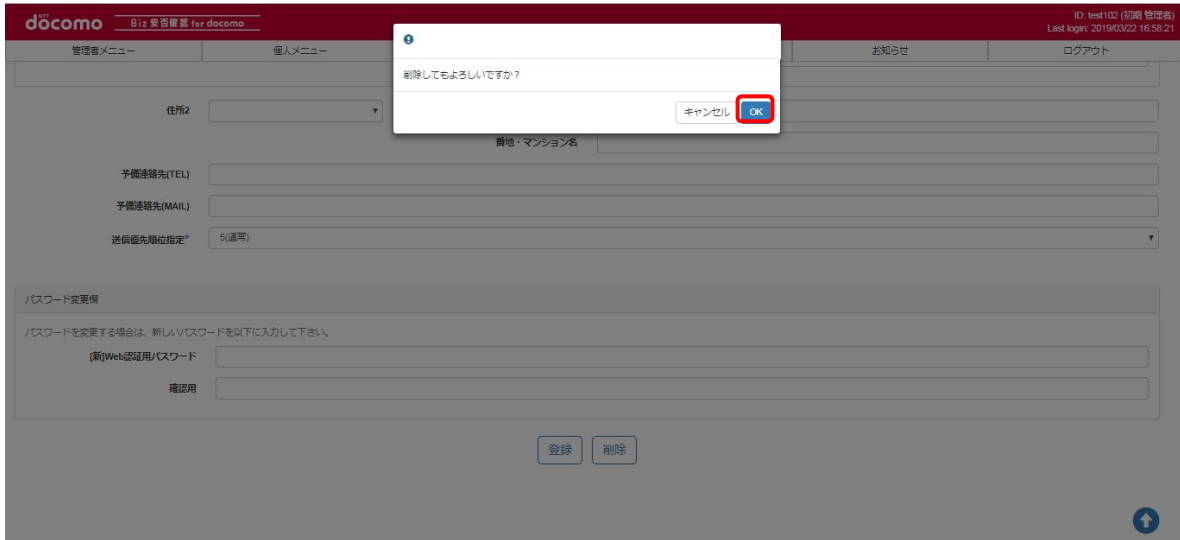 NTT
döcomo Biz 安否確認 for docomo
ID: test102 (初期 管理者)
Last login: 2019/03/22 16:58:21
管理者メニュー 個人メニュー お知らせ ログアウト
削除してもよろしいですか?
キャンセル OK
住所2
番地・マンション名
予備連絡先(TEL)
予備連絡先(MAIL)
送信優先順位指定* 5(通常)
パスワード変更欄
パスワードを変更する場合は、新しいパスワードを以下に入力して下さい。
[新]Web認証用パスワード
確認用
登録 削除